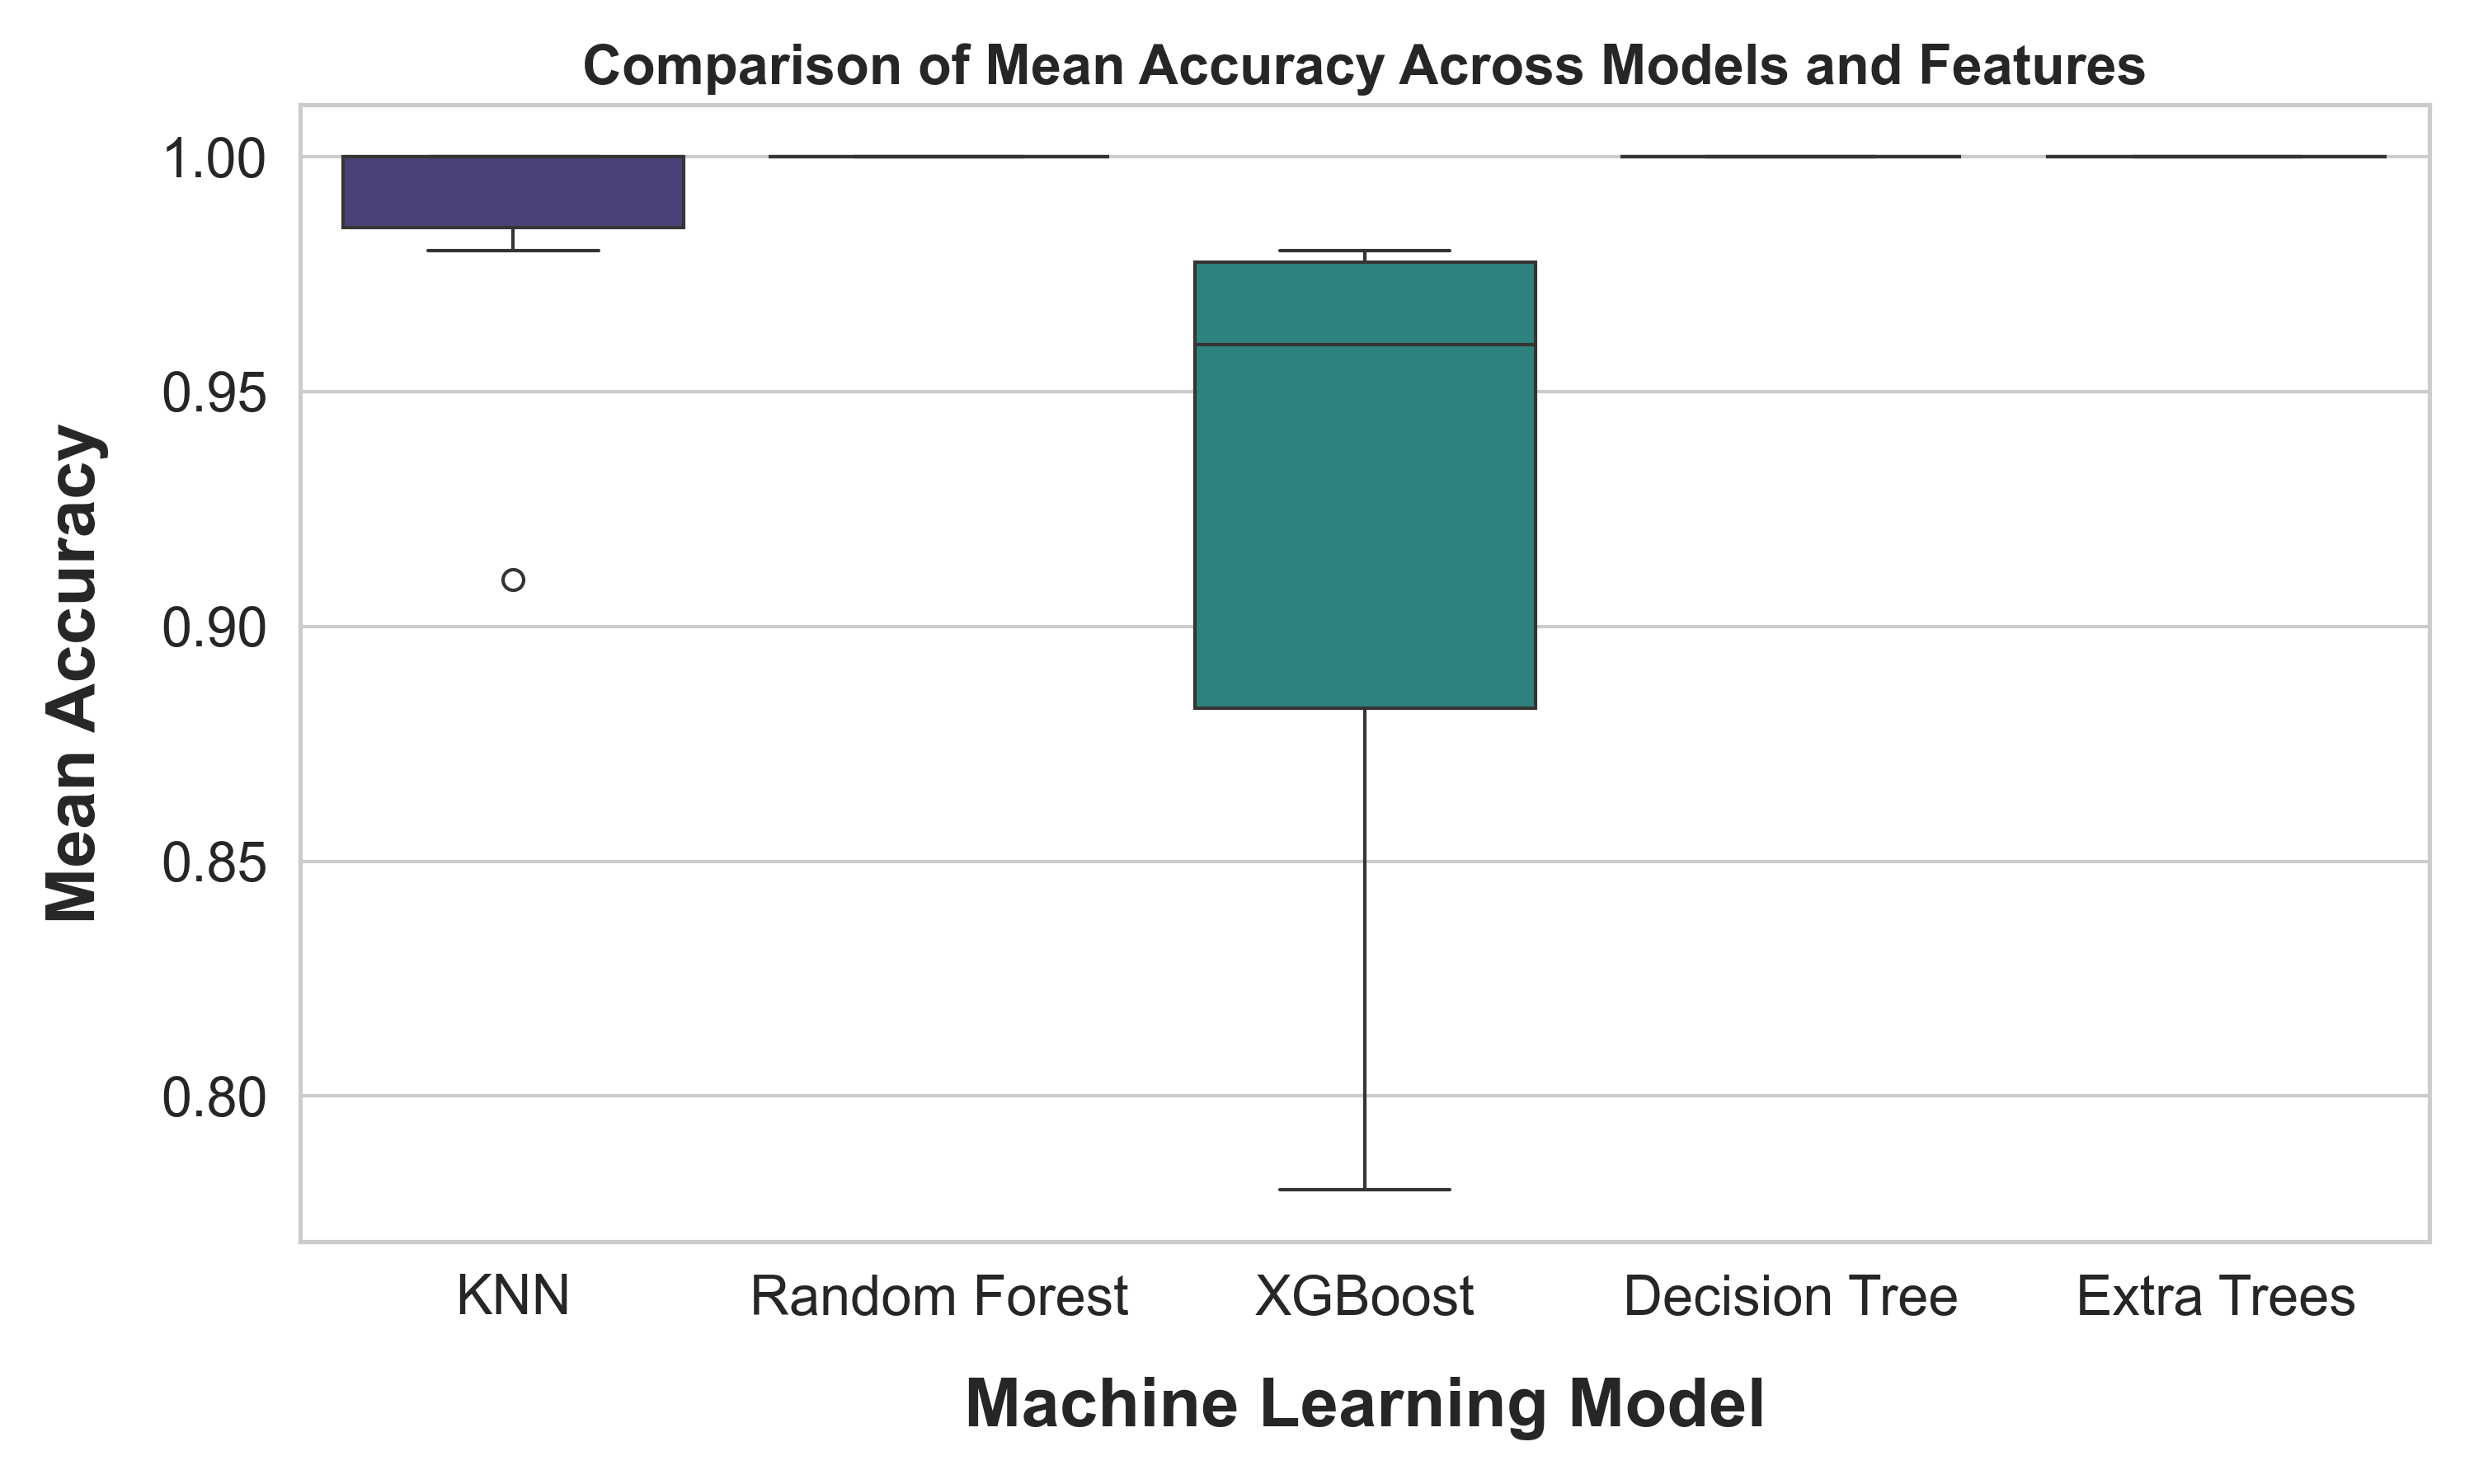 Comparison of Mean Accuracy Across Models and Features
Mean Accuracy
1.00
0.95
0.90
0.85
0.80
KNN
Random Forest
XGBoost
Decision Tree
Extra Trees
Machine Learning Model